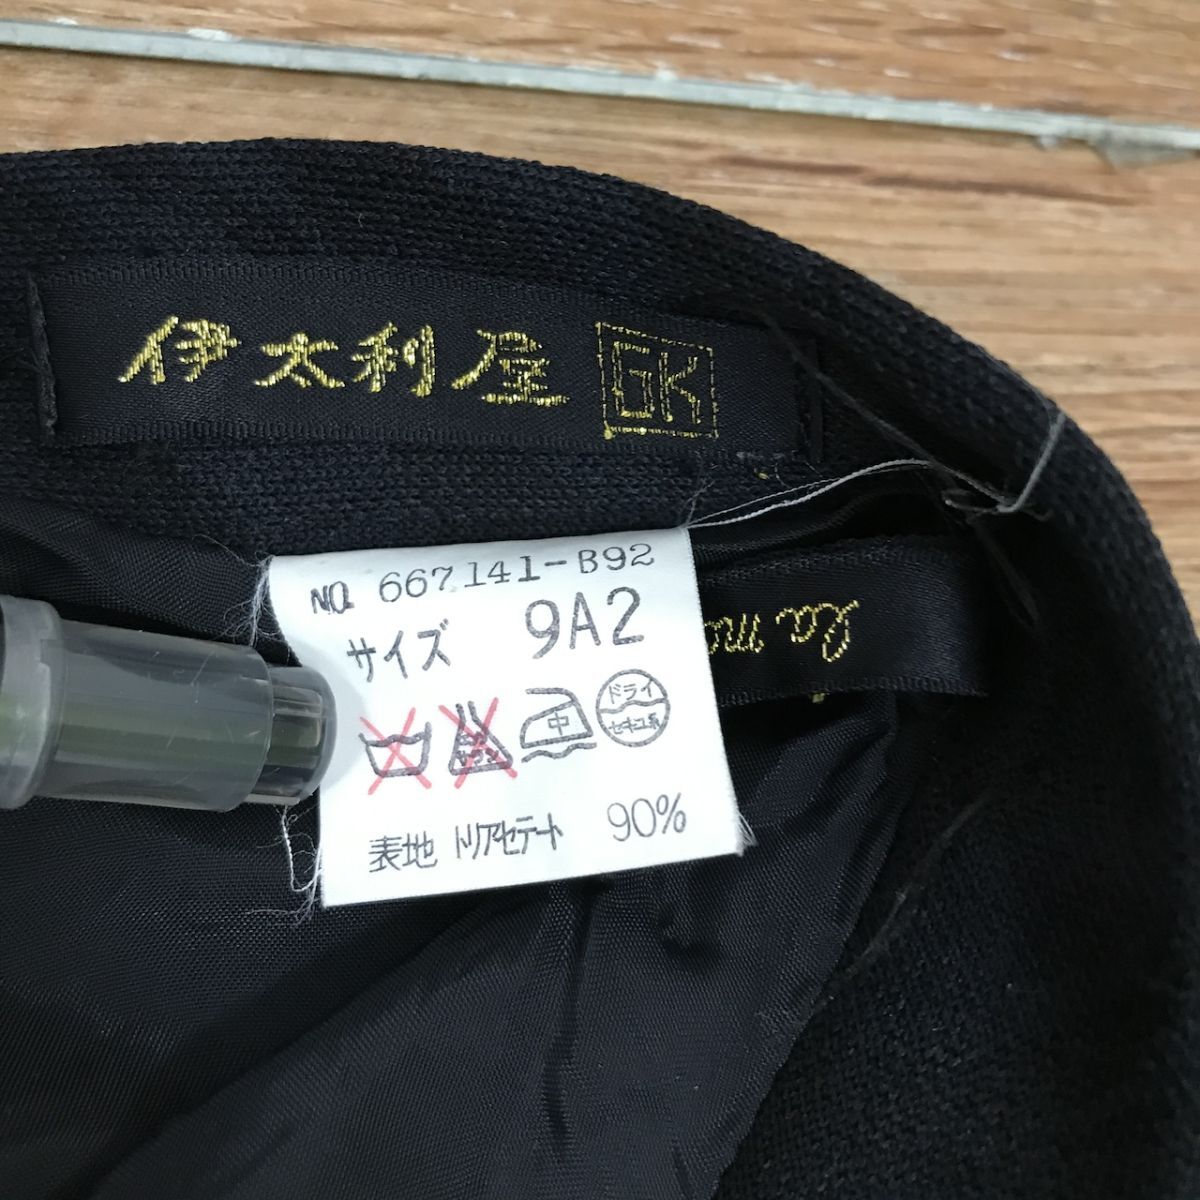 伊太利屋 GK
NO. 667141-B92
サイズ 9A2
中
ドライ
セキユ系
表地 トリアセテート 90%
la